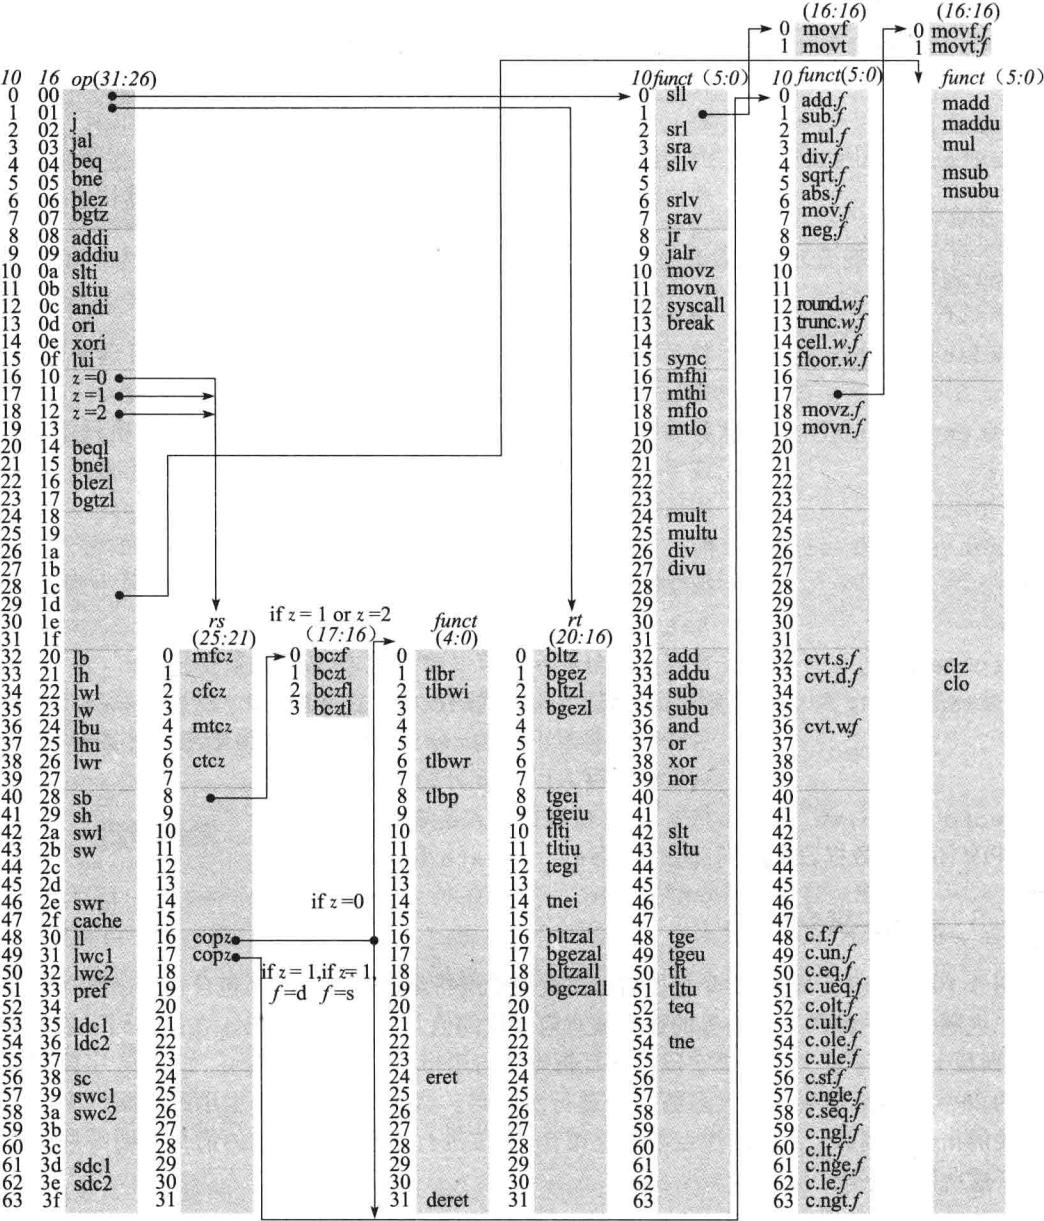 (16:16) (16:16)
0 movf 0 movf.f
1 movt 1 movt.f
10 16 op(31:26) 10 funct (5:0) 10 funct(5:0) funct (5:0)
0 00 0 sll 0 add.f madd
1 01 1 1 sub.f maddu
2 02 j 2 srl 2 mul.f mul
3 03 jal 3 sra 3 div.f
4 04 beq 4 sllv 4 sqrt.f msub
5 05 bne 5 5 abs.f msubu
6 06 blez 6 srlv 6 mov.f
7 07 bgtz 7 srav 7 neg.f
8 08 addi 8 jr 8
9 09 addiu 9 jalr 9
10 0a slti 10 movz 10
11 0b sltiu 11 movn 11
12 0c andi 12 syscall 12 round.w.f
13 0d ori 13 break 13 trunc.w.f
14 0e xori 14 14 cell.w.f
15 0f lui 15 sync 15 floor.w.f
16 10 z =0 16 mfhi 16
17 11 z =1 17 mthi 17
18 12 z =2 18 mflo 18 movz.f
19 13 19 mtlo 19 movn.f
20 14 beql 20 20
21 15 bnel 21 21
22 16 blezl 22 22
23 17 bgtzl 23 23
24 18 24 mult 24
25 19 25 multu 25
26 1a 26 div 26
27 1b 27 divu 27
28 1c 28 28
29 1d 29 29
30 1e rs if z = 1 or z =2 funct rt 30 30
31 1f (25:21) (17:16) (4:0) (20:16) 31 31
32 20 lb 0 mfcz 0 bczf 0 0 bltz 32 add 32 cvt.s.f clz
33 21 lh 1 1 bczt 1 tlbr 1 bgez 33 addu 33 cvt.d.f clo
34 22 lwl 2 cfcz 2 bczfl 2 tlbwi 2 bltzl 34 sub 34
35 23 lw 3 3 bcztl 3 3 bgezl 35 subu 35
36 24 lbu 4 mtcz 4 4 36 and 36 cvt.w.f
37 25 lhu 5 5 5 37 or 37
38 26 lwr 6 ctcz 6 tlbwr 6 38 xor 38
39 27 7 7 7 39 nor 39
40 28 sb 8 8 tlbp 8 tgei 40 40
41 29 sh 9 9 9 tgeiu 41 41
42 2a swl 10 10 10 tlti 42 slt 42
43 2b sw 11 11 11 tltiu 43 sltu 43
44 2c 12 12 12 tegi 44 44
45 2d 13 13 13 45 45
46 2e swr 14 if z =0 14 14 tnei 46 46
47 2f cache 15 15 15 47 47
48 30 ll 16 copz 16 16 bltzal 48 tge 48 c.f.f
49 31 lwc1 17 copz 17 17 bgezal 49 tgeu 49 c.un.f
50 32 lwc2 18 if z = 1,if z= 1, 18 18 bltzall 50 tlt 50 c.eq.f
51 33 pref 19 f=d f=s 19 19 bgczall 51 tltu 51 c.ueq.f
52 34 20 20 20 52 teq 52 c.olt.f
53 35 ldc1 21 21 21 53 53 c.ult.f
54 36 ldc2 22 22 22 54 tne 54 c.ole.f
55 37 23 23 23 55 55 c.ule.f
56 38 sc 24 24 eret 24 56 56 c.sf.f
57 39 swc1 25 25 25 57 57 c.ngle.f
58 3a swc2 26 26 26 58 58 c.seq.f
59 3b 27 27 27 59 59 c.ngl.f
60 3c 28 28 28 60 60 c.lt.f
61 3d sdc1 29 29 29 61 61 c.nge.f
62 3e sdc2 30 30 30 62 62 c.le.f
63 3f 31 31 deret 31 63 63 c.ngt.f